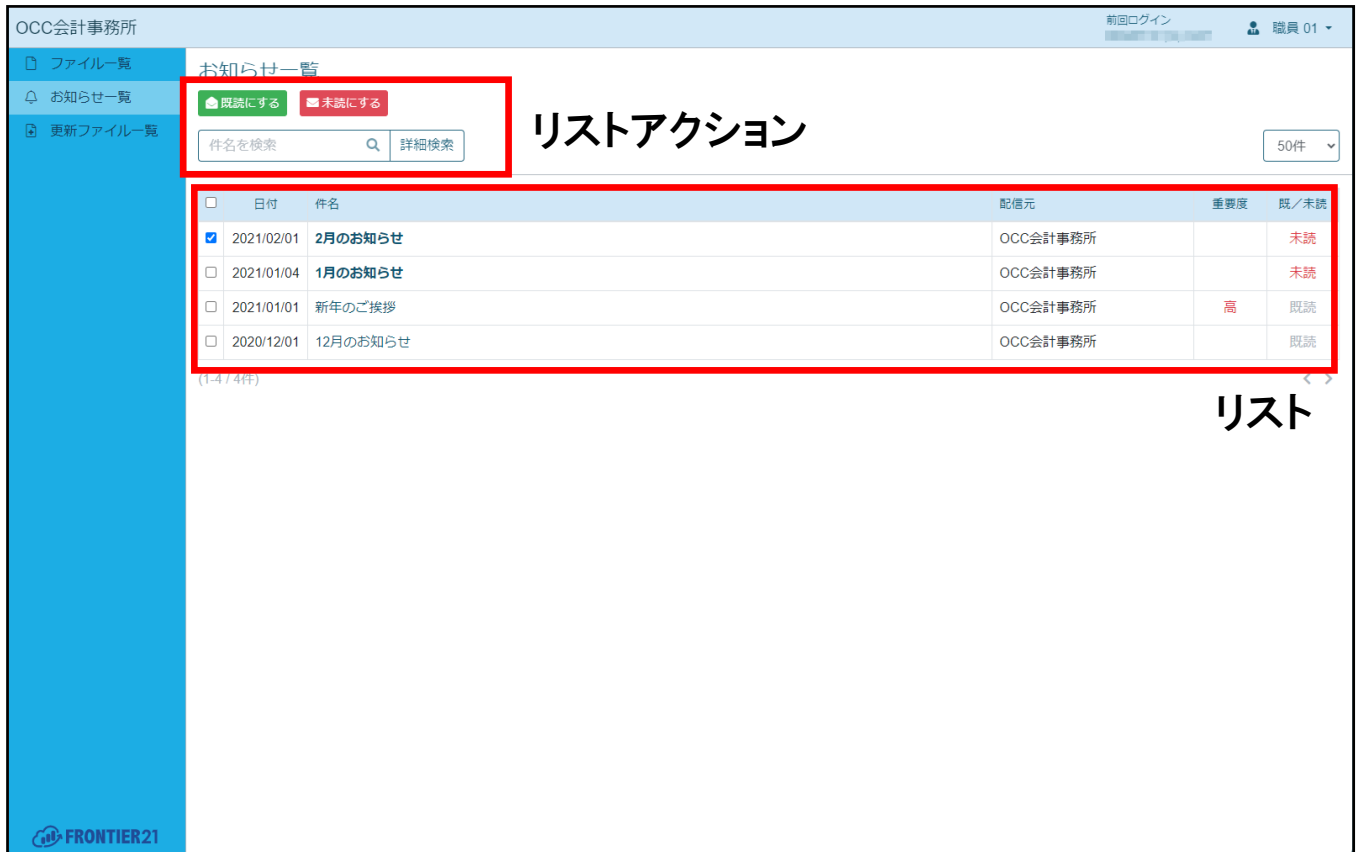 OCC会計事務所
前回ログイン
職員 01
ファイル一覧
お知らせ一覧
更新ファイル一覧
お知らせ一覧
既読にする 未読にする
件名を検索 詳細検索
リストアクション
50件
日付 件名 配信元 重要度 既／未読
2021/02/01 2月のお知らせ OCC会計事務所 未読
2021/01/04 1月のお知らせ OCC会計事務所 未読
2021/01/01 新年のご挨拶 OCC会計事務所 高 既読
2020/12/01 12月のお知らせ OCC会計事務所 既読
(1-4 / 4件)
リスト
FRONTIER21